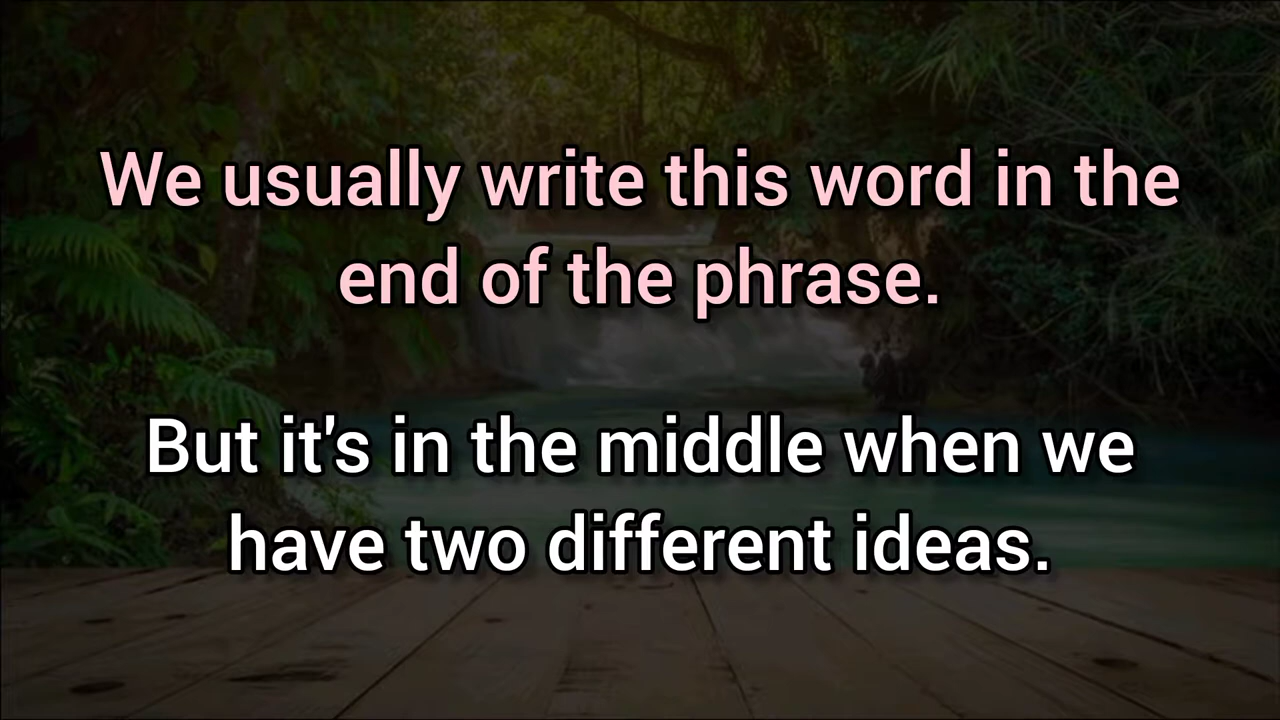 We usually write this word in the
end of the phrase.
But it's in the middle when we
have two different ideas.